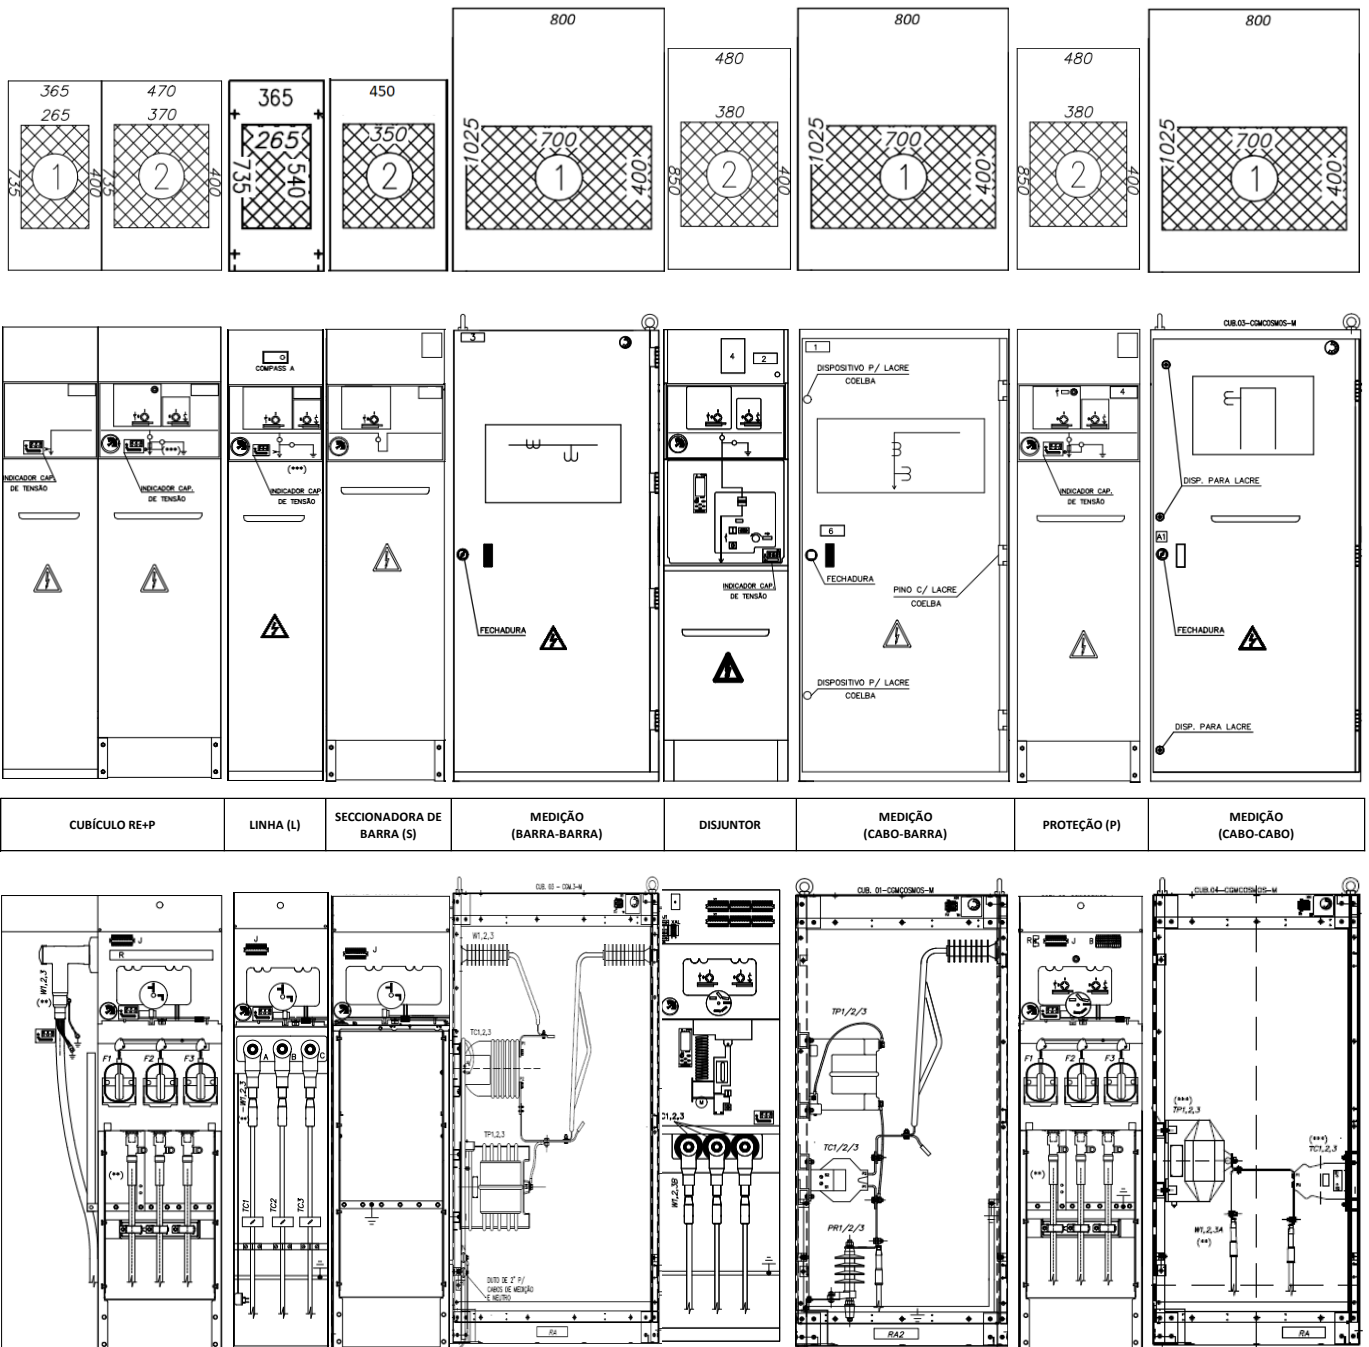 800
800
800
480
480
365
470
365
450
265
370
380
380
265
350
1025
700
400
1025
700
400
1025
700
400
735
1
400
735
2
400
735
540
2
1
850
2
400
1
850
2
400
1
CUB.03-CGMCOSMOS-M
3
COMPASS A
4
2
1
DISPOSITIVO P/ LACRE
COELBA
4
INDICADOR CAP.
DE TENSÃO
(***)
INDICADOR CAP.
DE TENSÃO
(***)
INDICADOR CAP.
DE TENSÃO
INDICADOR CAP.
DE TENSÃO
DISP. PARA LACRE
6
A1
FECHADURA
INDICADOR CAP.
DE TENSÃO
PINO C/ LACRE
COELBA
FECHADURA
FECHADURA
DISPOSITIVO P/ LACRE
COELBA
DISP. PARA LACRE
CUBÍCULO RE+P
LINHA (L)
SECCIONADORA DE
BARRA (S)
MEDIÇÃO
(BARRA-BARRA)
DISJUNTOR
MEDIÇÃO
(CABO-BARRA)
PROTEÇÃO (P)
MEDIÇÃO
(CABO-CABO)
CUB. 03 - CGM.3-M
CUB. 01-CGMCOSMOS-M
CUB.04-CGMCOSMOS-M
J
R
J
J
W1,2,3
R
J
B
W1,2,3
(**)
TP1/2/3
TC1,2,3
F1
F2
F3
A
B
C
F1
F2
F3
W1,2,3
M
(***)
TP1,2,3
TP1,2,3
TC1/2/3
(***)
TC1,2,3
(**)
(**)
TC1
TC2
TC3
W1,2,3B
PR1/2/3
W1,2,3A
(**)
DUTO DE 2" P/
CABOS DE MEDIÇÃO
E NEUTRO
RA
RA2
RA